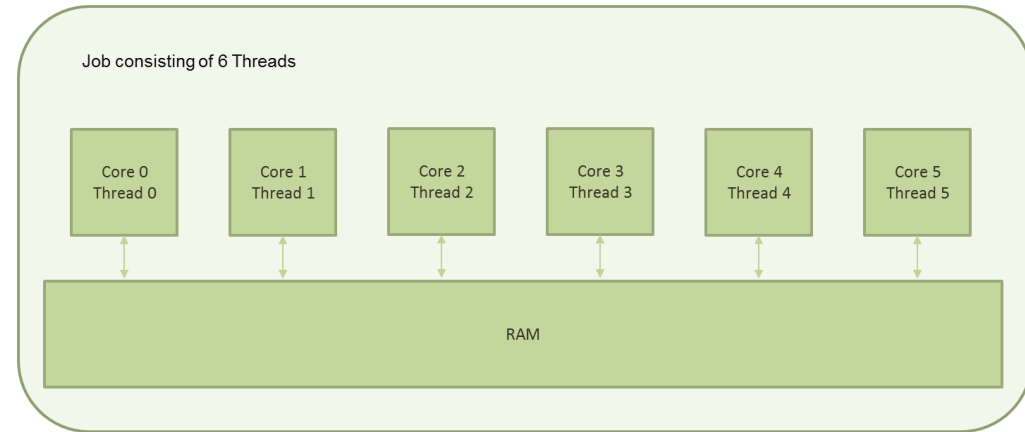 Job consisting of 6 Threads
Core 0
Thread 0
Core 1
Thread 1
Core 2
Thread 2
Core 3
Thread 3
Core 4
Thread 4
Core 5
Thread 5
RAM